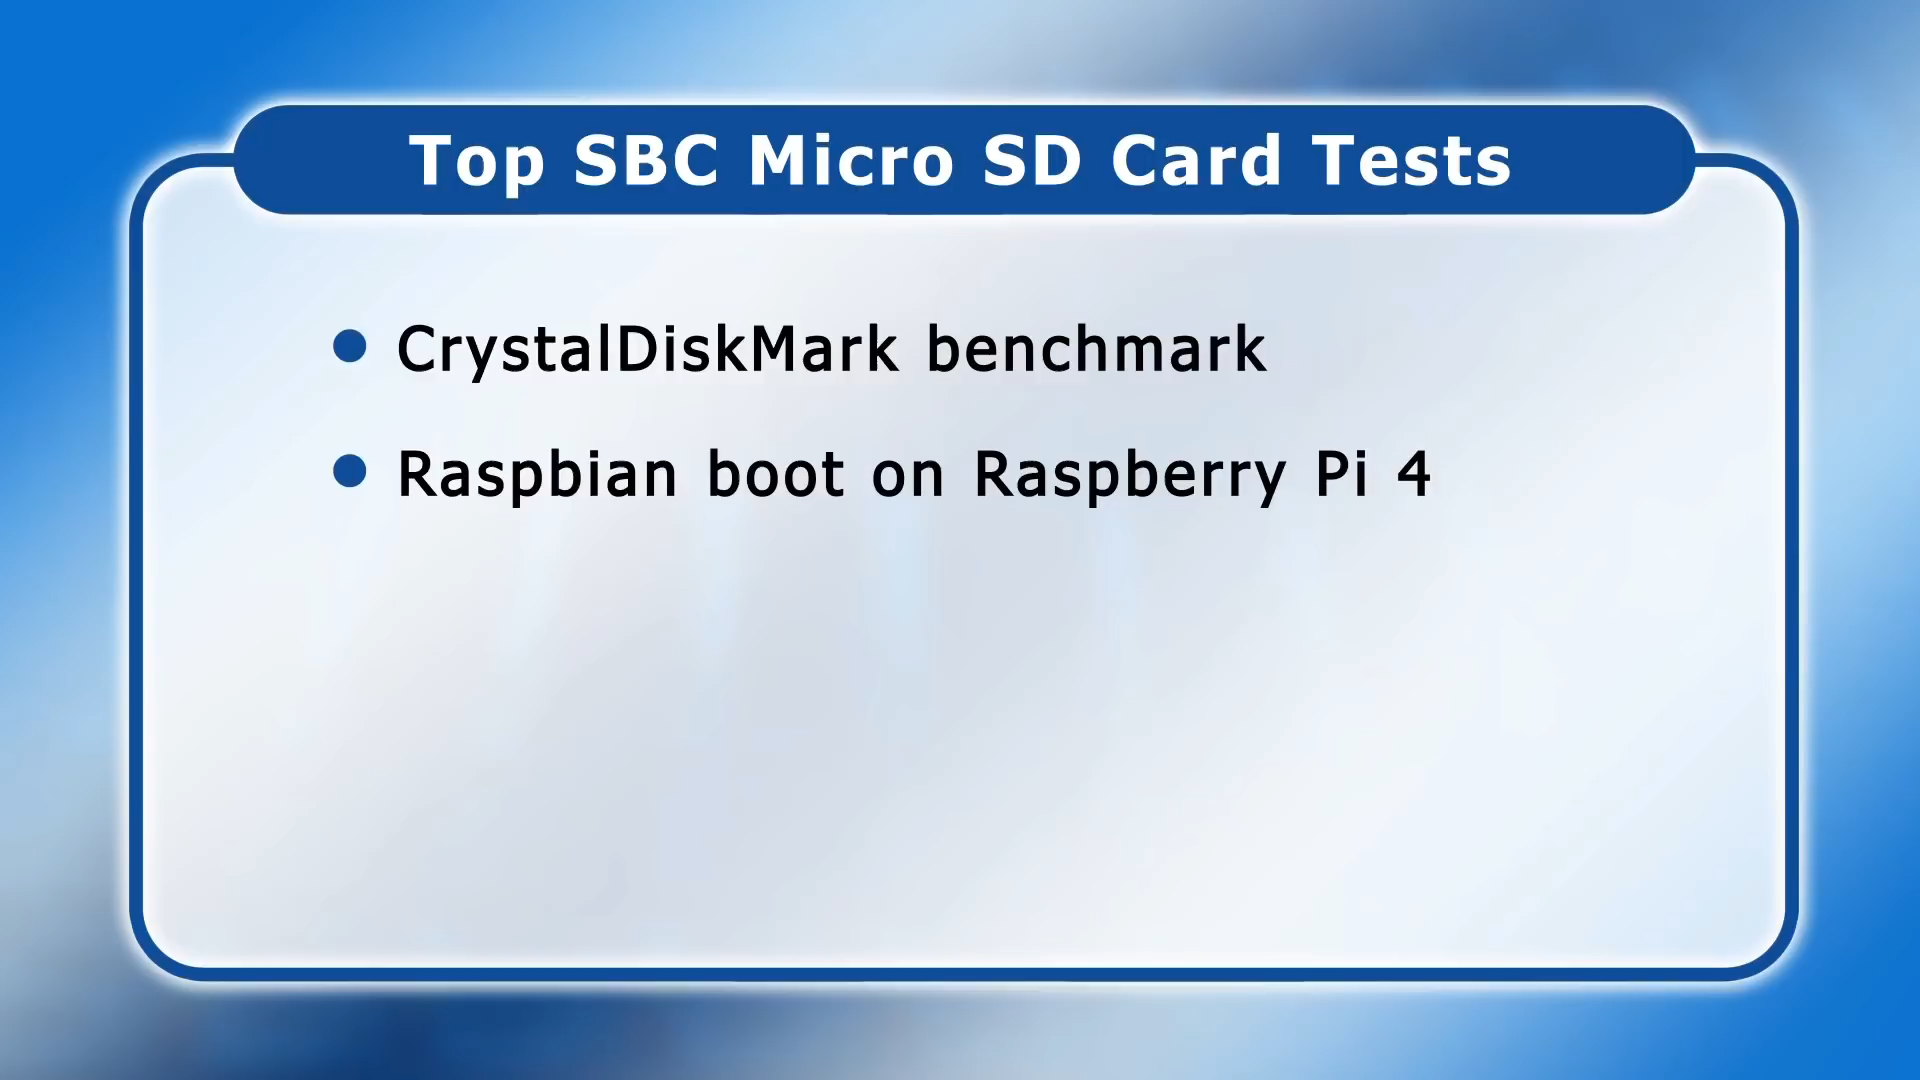 Top SBC Micro SD Card Tests
CrystalDiskMark benchmark
Raspbian boot on Raspberry Pi 4